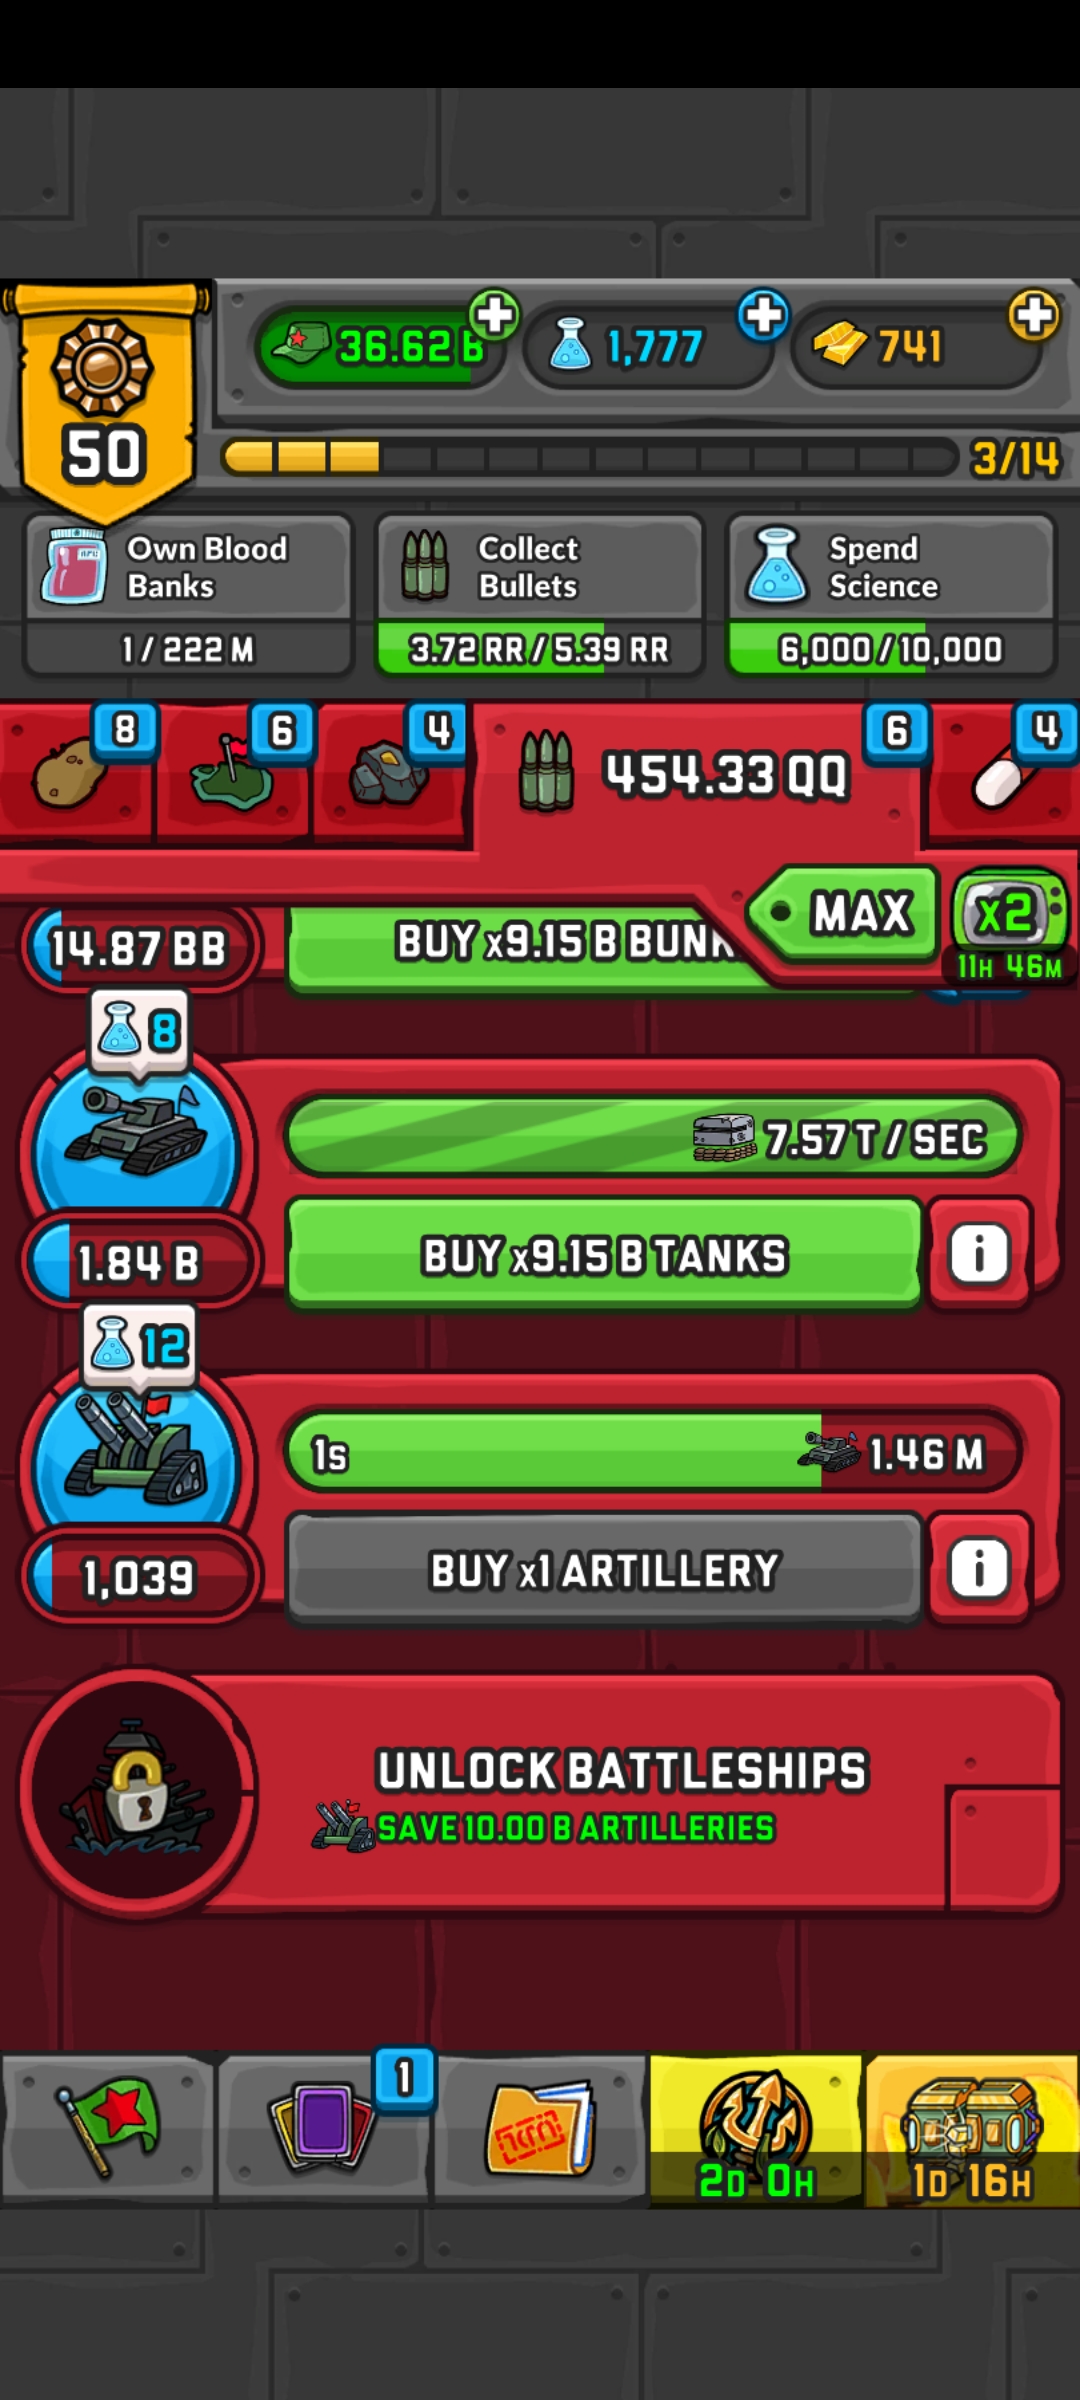 36.62 B
1,777
741
50
3/14
Own Blood
Banks
1 / 222 M
Collect
Bullets
3.72 RR / 5.39 RR
Spend
Science
6,000 / 10,000
8
6
4
454.33 QQ
6
4
MAX
x2
11H 46M
14.87 BB
BUY x9.15 B
8
7.57 T / SEC
1.84 B
BUY x9.15 B TANKS
i
12
1s
1.46 M
1,039
BUY x1 ARTILLERY
i
UNLOCK BATTLESHIPS
SAVE 10.00 B ARTILLERIES
1
2D 0H
1D 16H